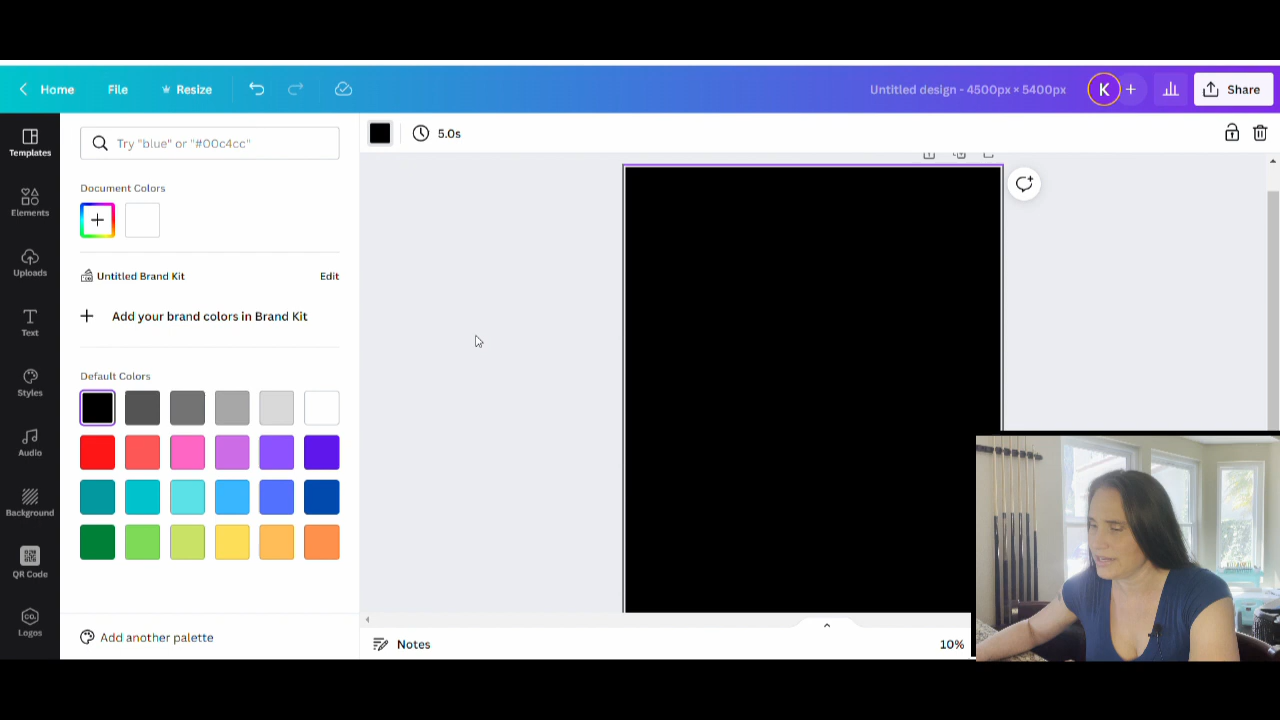 Home
File
Resize
Untitled design - 4500px × 5400px
K
+
Share
Templates
Elements
Uploads
Text
Styles
Audio
Background
QR Code
CO.
Logos
Try "blue" or "#00c4cc"
Document Colors
+
Untitled Brand Kit
Edit
+ Add your brand colors in Brand Kit
Default Colors
Add another palette
5.0s
Notes
10%